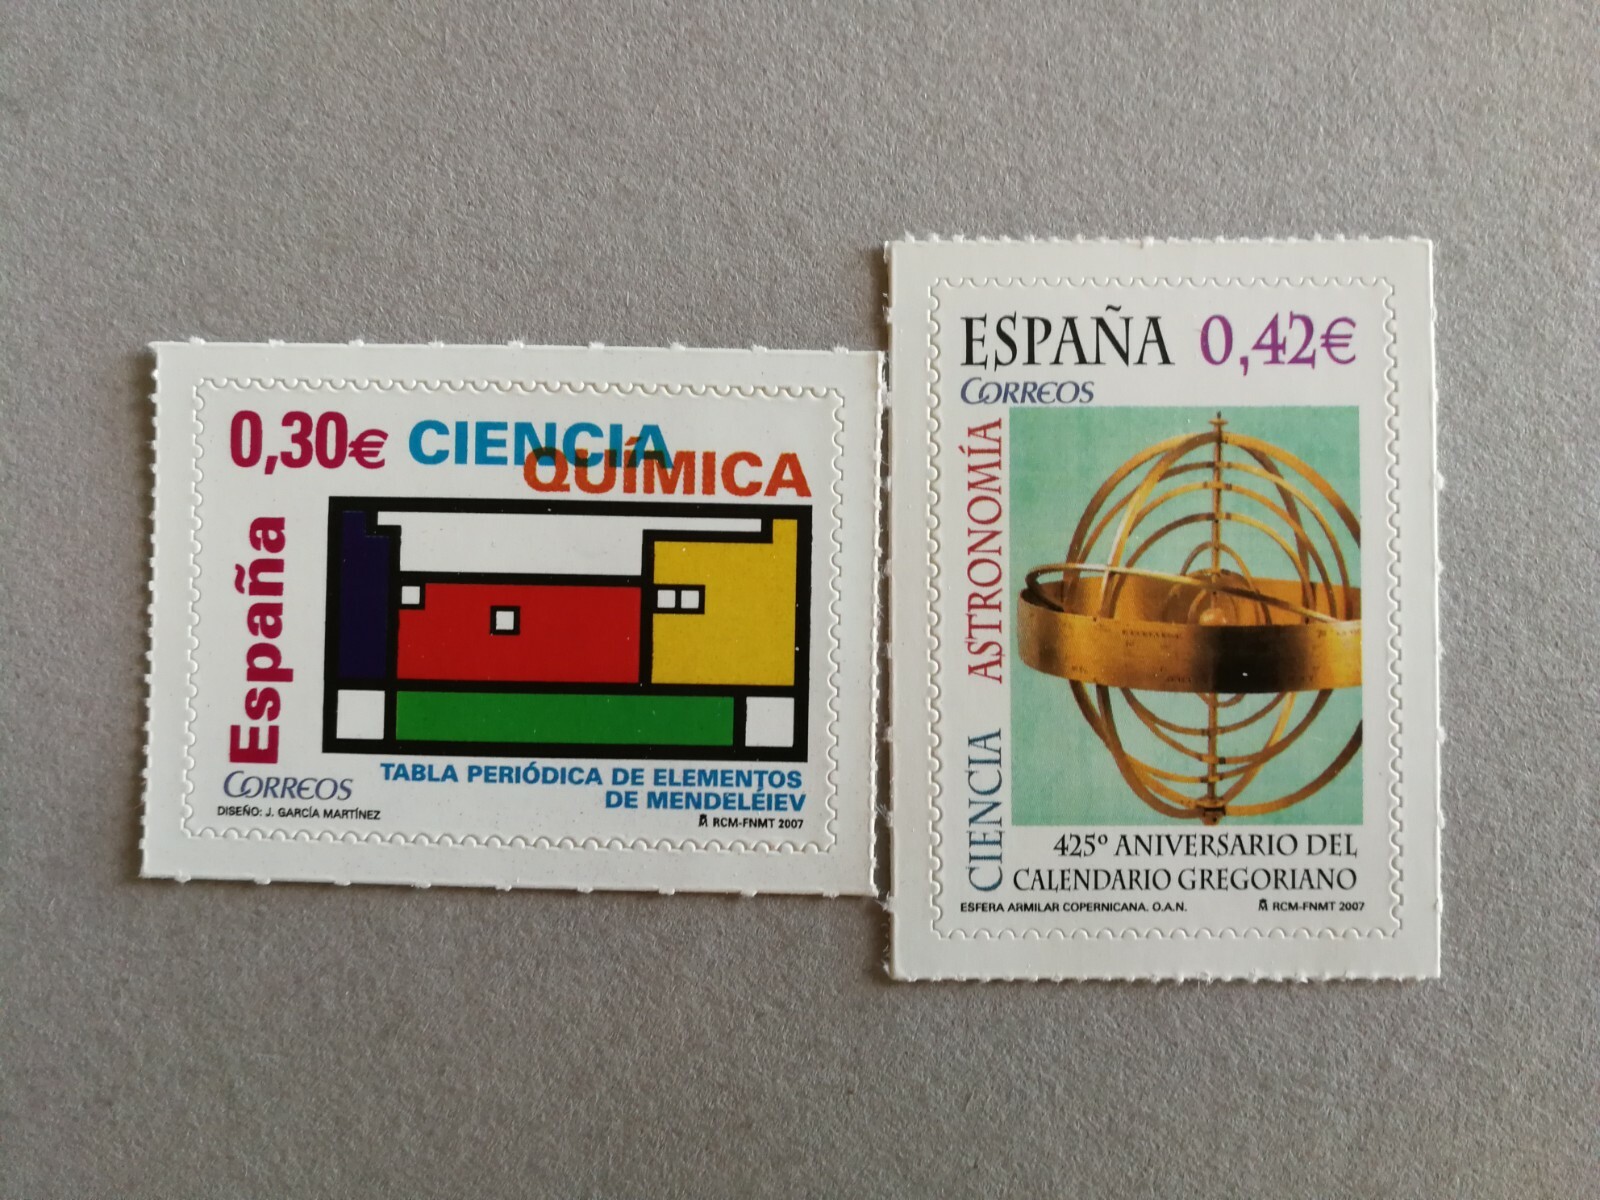 0,30€ CIENCIA
QUÍMICA
España
CORREOS
TABLA PERIÓDICA DE ELEMENTOS
DE MENDELÉIEV
DISEÑO: J. GARCÍA MARTÍNEZ
RCM-FNMT 2007
ESPAÑA 0,42€
CORREOS
CIENCIA ASTRONOMÍA
425º ANIVERSARIO DEL
CALENDARIO GREGORIANO
ESFERA ARMILAR COPERNICANA. O.A.N.
RCM-FNMT 2007